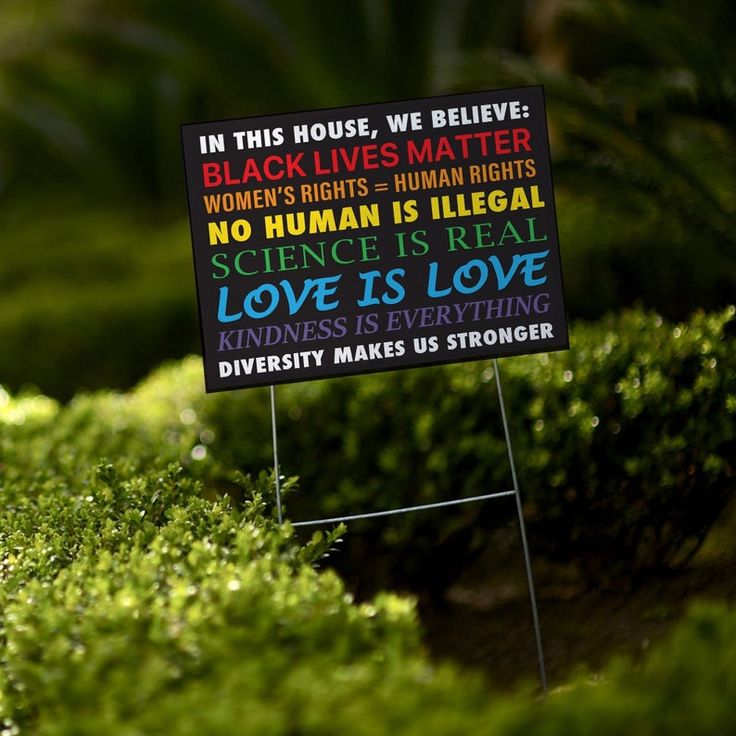 IN THIS HOUSE, WE BELIEVE:
BLACK LIVES MATTER
WOMEN'S RIGHTS = HUMAN RIGHTS
NO HUMAN IS ILLEGAL
SCIENCE IS REAL
LOVE IS LOVE
KINDNESS IS EVERYTHING
DIVERSITY MAKES US STRONGER